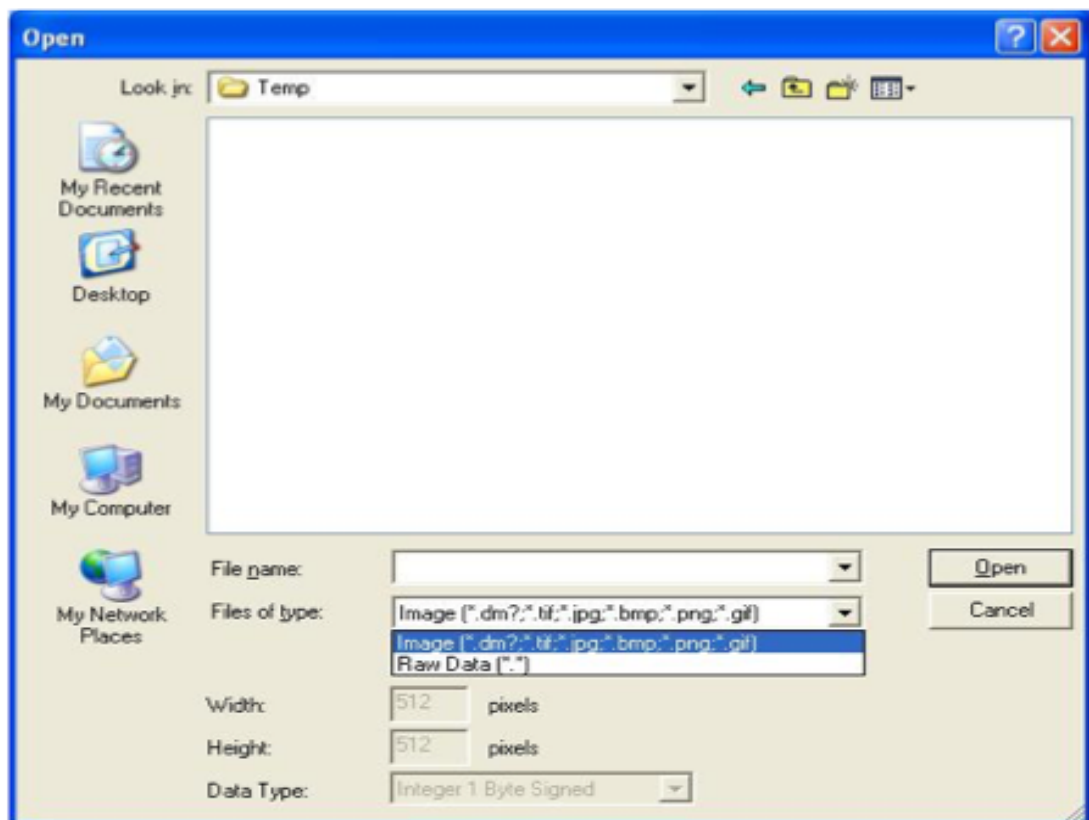 Open
Look in:
Temp
My Recent
Documents
Desktop
My Documents
My Computer
My Network
Places
File name:
Open
Files of type:
Image (*.dm?;*.tif;*.jpg;*.bmp;*.png;*.gif)
Cancel
Image (*.dm?;*.tif;*.jpg;*.bmp;*.png;*.gif)
Raw Data (*.*)
Width:
512
pixels
Height:
512
pixels
Data Type:
Integer 1 Byte Signed